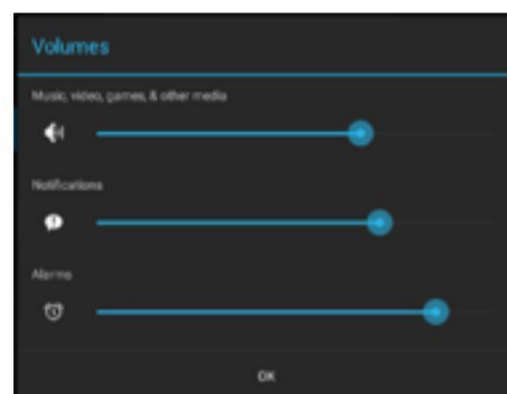 Volumes
Music, video, games, & other media
Notifications
Alarms
OK